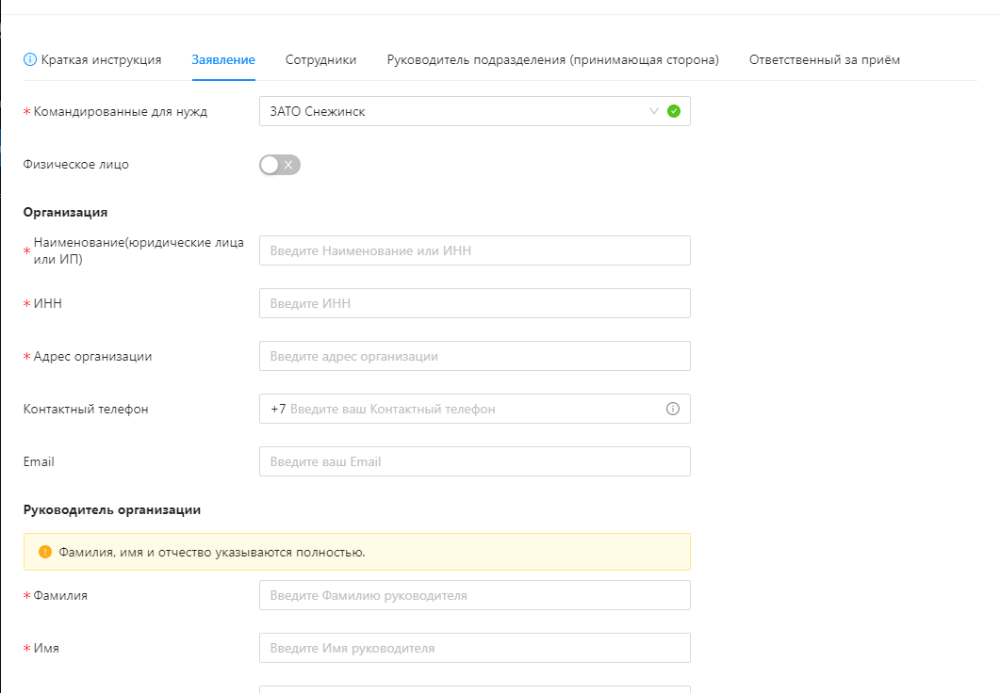 Краткая инструкция Заявление Сотрудники Руководитель подразделения (принимающая сторона) Ответственный за приём
* Командированные для нужд ЗАТО Снежинск
Физическое лицо
Организация
* Наименование(юридические лица или ИП) Введите Наименование или ИНН
* ИНН Введите ИНН
* Адрес организации Введите адрес организации
Контактный телефон +7 Введите ваш Контактный телефон
Email Введите ваш Email
Руководитель организации
Фамилия, имя и отчество указываются полностью.
* Фамилия Введите Фамилию руководителя
* Имя Введите Имя руководителя